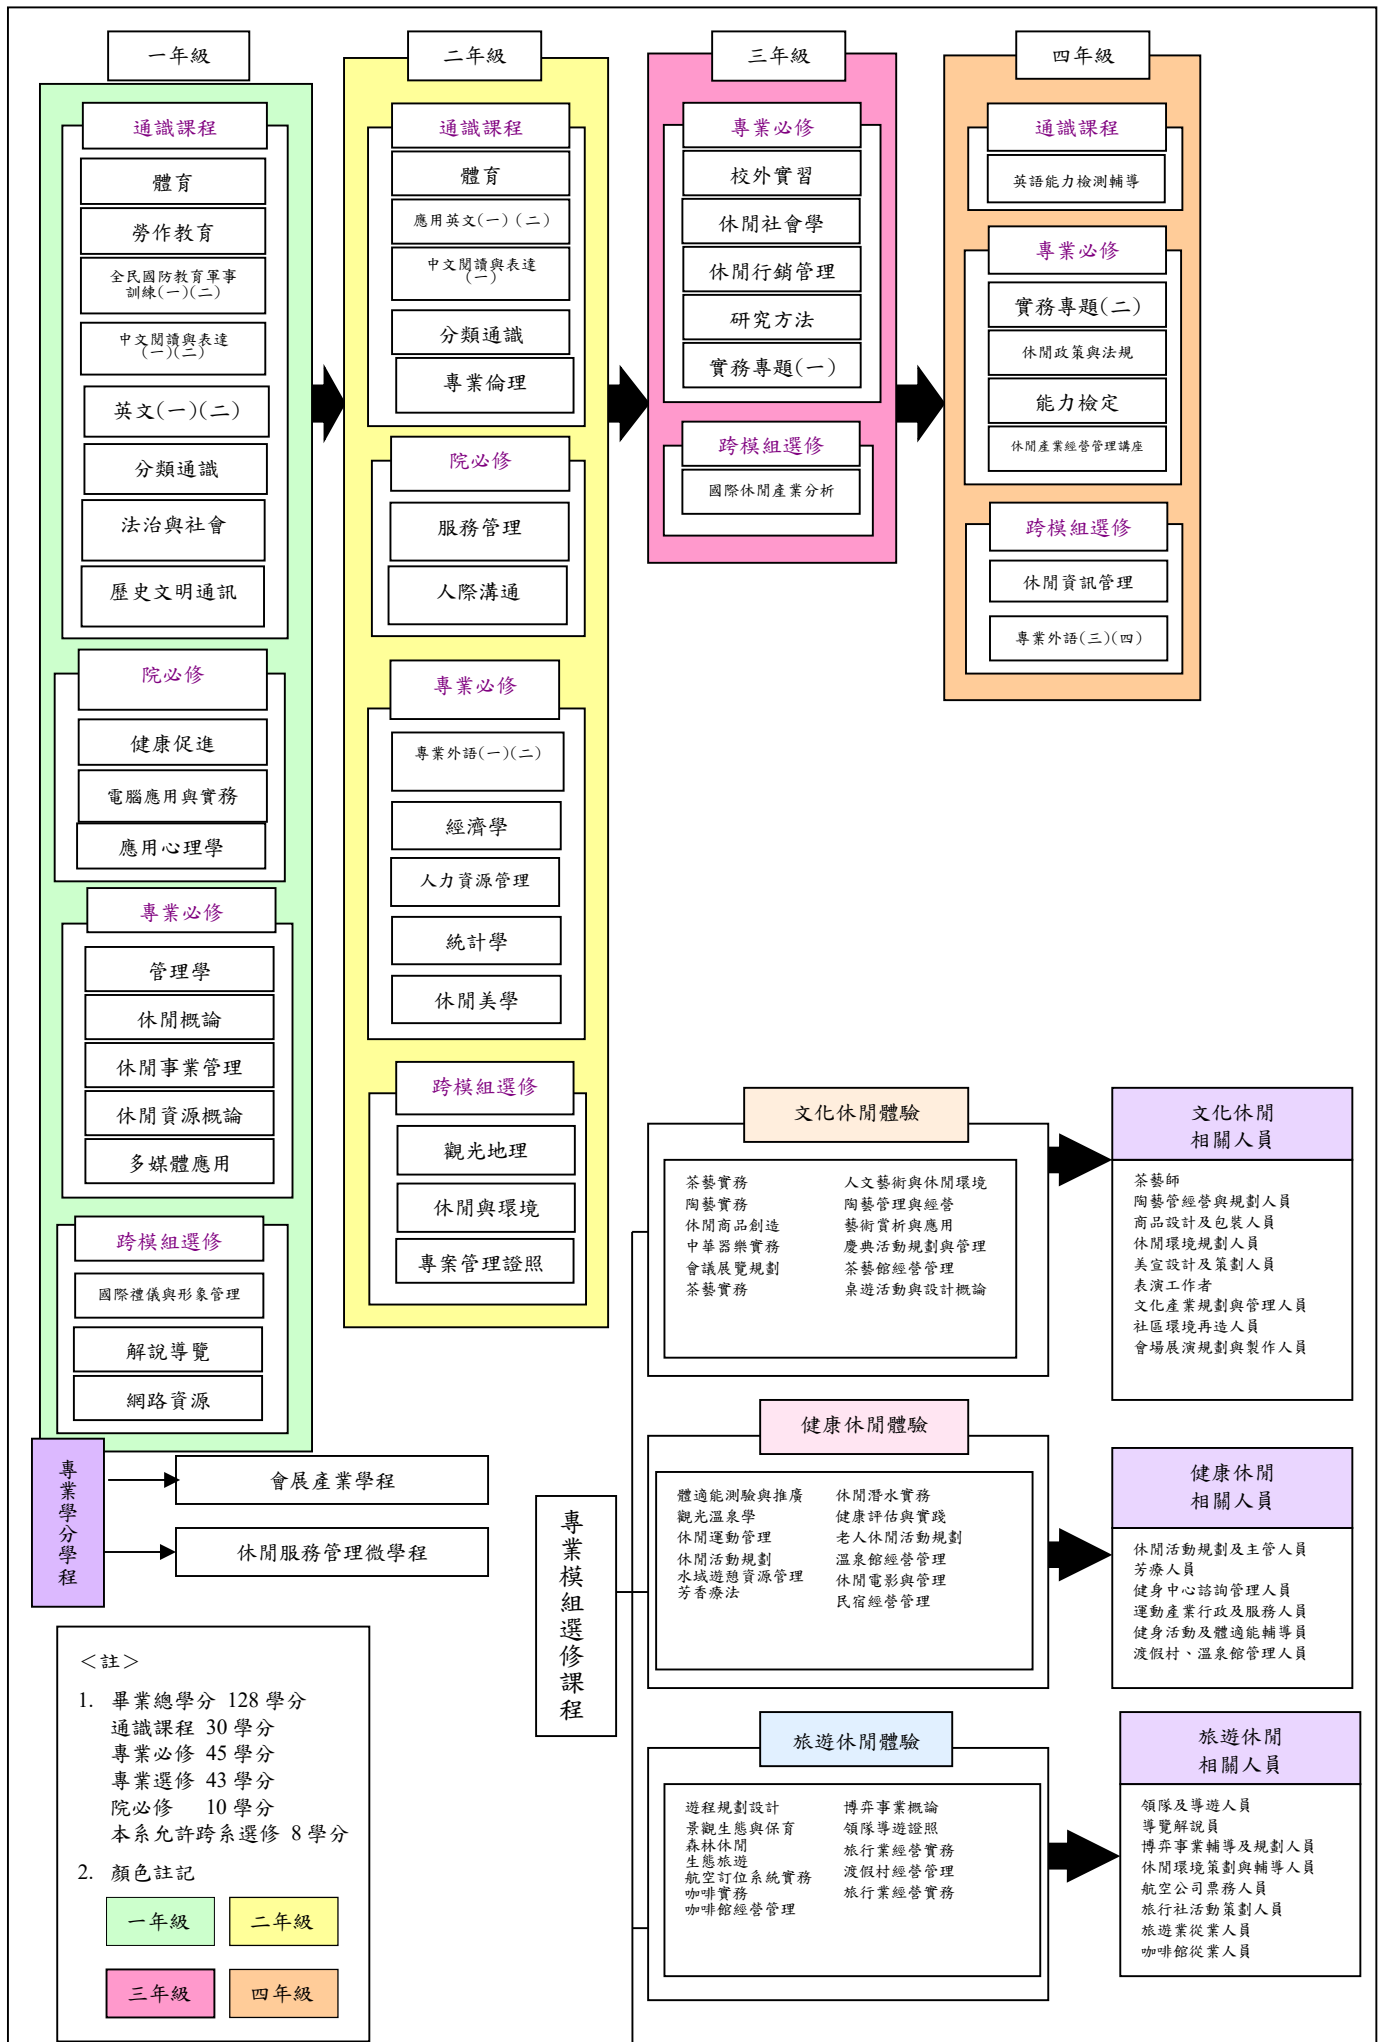 一年級
通識課程
體育
勞作教育
全民國防教育軍事
訓練(一)(二)
中文閱讀與表達
(一)(二)
英文(一)(二)
分類通識
法治與社會
歷史文明通訊
院必修
健康促進
電腦應用與實務
應用心理學
專業必修
管理學
休閒概論
休閒事業管理
休閒資源概論
多媒體應用
跨模組選修
國際禮儀與形象管理
解說導覽
網路資源
二年級
通識課程
體育
應用英文(一)(二)
中文閱讀與表達
(一)
分類通識
專業倫理
院必修
服務管理
人際溝通
專業必修
專業外語(一)(二)
經濟學
人力資源管理
統計學
休閒美學
跨模組選修
觀光地理
休閒與環境
專案管理證照
三年級
專業必修
校外實習
休閒社會學
休閒行銷管理
研究方法
實務專題(一)
跨模組選修
國際休閒產業分析
四年級
通識課程
英語能力檢測輔導
專業必修
實務專題(二)
休閒政策與法規
能力檢定
休閒產業經營管理講座
跨模組選修
休閒資訊管理
專業外語(三)(四)
專業學分學程
會展產業學程
休閒服務管理微學程
<註>
1. 畢業總學分 128 學分
通識課程 30 學分
專業必修 45 學分
專業選修 43 學分
院必修 10 學分
本系允許跨系選修 8 學分
2. 顏色註記
一年級
二年級
三年級
四年級
專業模組選修課程
文化休閒體驗
茶藝實務
陶藝實務
休閒商品創造
中華器樂實務
會議展覽規劃
茶藝實務
人文藝術與休閒環境
陶藝管理與經營
藝術賞析與應用
慶典活動規劃與管理
茶藝館經營管理
桌遊活動與設計概論
文化休閒
相關人員
茶藝師
陶藝管經營與規劃人員
商品設計及包裝人員
休閒環境規劃人員
美宣設計及策劃人員
表演工作者
文化產業規劃與管理人員
社區環境再造人員
會場展演規劃與製作人員
健康休閒體驗
體適能測驗與推廣
觀光溫泉學
休閒運動管理
休閒活動規劃
水域遊憩資源管理
芳香療法
休閒潛水實務
健康評估與實踐
老人休閒活動規劃
溫泉館經營管理
休閒電影與管理
民宿經營管理
健康休閒
相關人員
休閒活動規劃及主管人員
芳療人員
健身中心諮詢管理人員
運動產業行政及服務人員
健身活動及體適能輔導員
渡假村、溫泉館管理人員
旅遊休閒體驗
遊程規劃設計
景觀生態與保育
森林休閒
生態旅遊
航空訂位系統實務
咖啡實務
咖啡館經營管理
博弈事業概論
領隊導遊證照
旅行業經營實務
渡假村經營管理
旅行業經營實務
旅遊休閒
相關人員
領隊及導遊人員
導覽解說員
博弈事業輔導及規劃人員
休閒環境策劃與輔導人員
航空公司票務人員
旅行社活動策劃人員
旅遊業從業人員
咖啡館從業人員